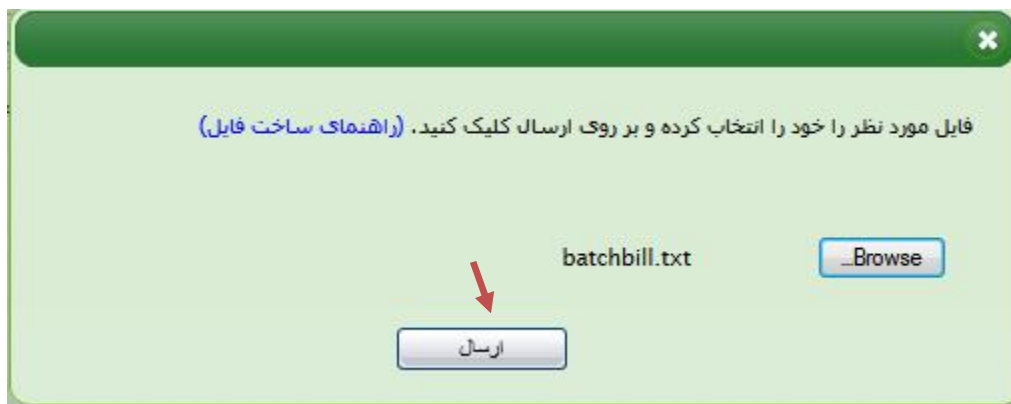 فایل مورد نظر را خود را انتخاب کرده و بر روی ارسال کلیک کنید. (راهنمای ساخت فایل)
Browse... batchbill.txt
ارسال